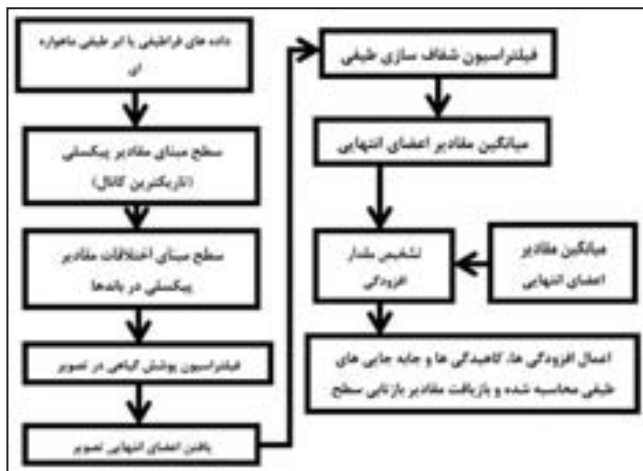 داده های فراطیفی یا ابر طیفی ماهواره
ای
سطح مبنای مقادیر پیکسلی
(تاریکترین کانال)
سطح مبنای اختلافات مقادیر
پیکسلی در باندها
فیلتراسیون پوشش گیاهی در تصویر
یافتن اعضای انتهایی تصویر
فیلتراسیون شفاف سازی طیفی
میانگین مقادیر اعضای انتهایی
تشخیص مقدار
افزودگی
میانگین مقادیر
اعضای انتهایی
اعمال افزودگی ها، کاهیدگی ها و جابه جایی های
طیفی محاسبه شده و بازیافت مقادیر بازتابی سطح